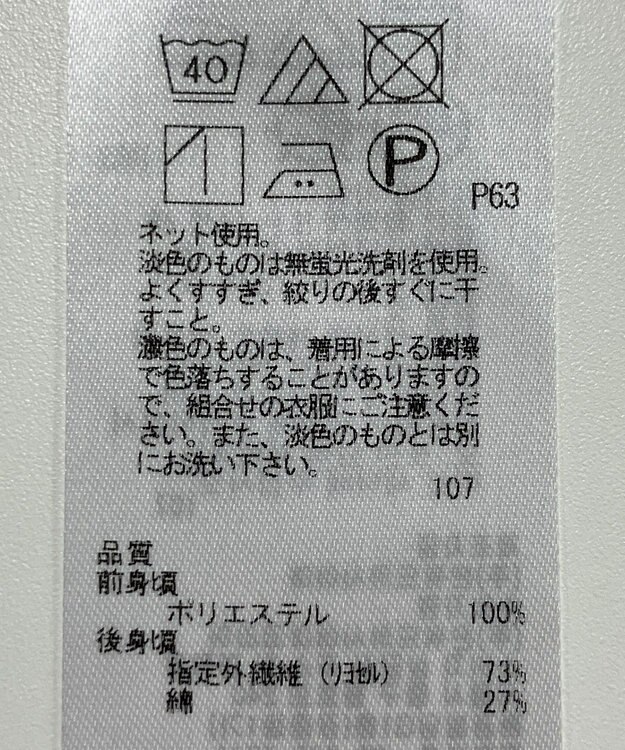 40
P
P63
ネット使用。
淡色のものは無蛍光洗剤を使用。
よくすすぎ、絞りの後すぐに干
すこと。
濃色のものは、着用による摩擦
で色落ちすることがありますの
で、組合せの衣服にご注意くだ
さい。また、淡色のものとは別
にお洗い下さい。
107
品質
前身頃
ポリエステル 100%
後身頃
指定外繊維（リヨセル） 73%
綿 27%